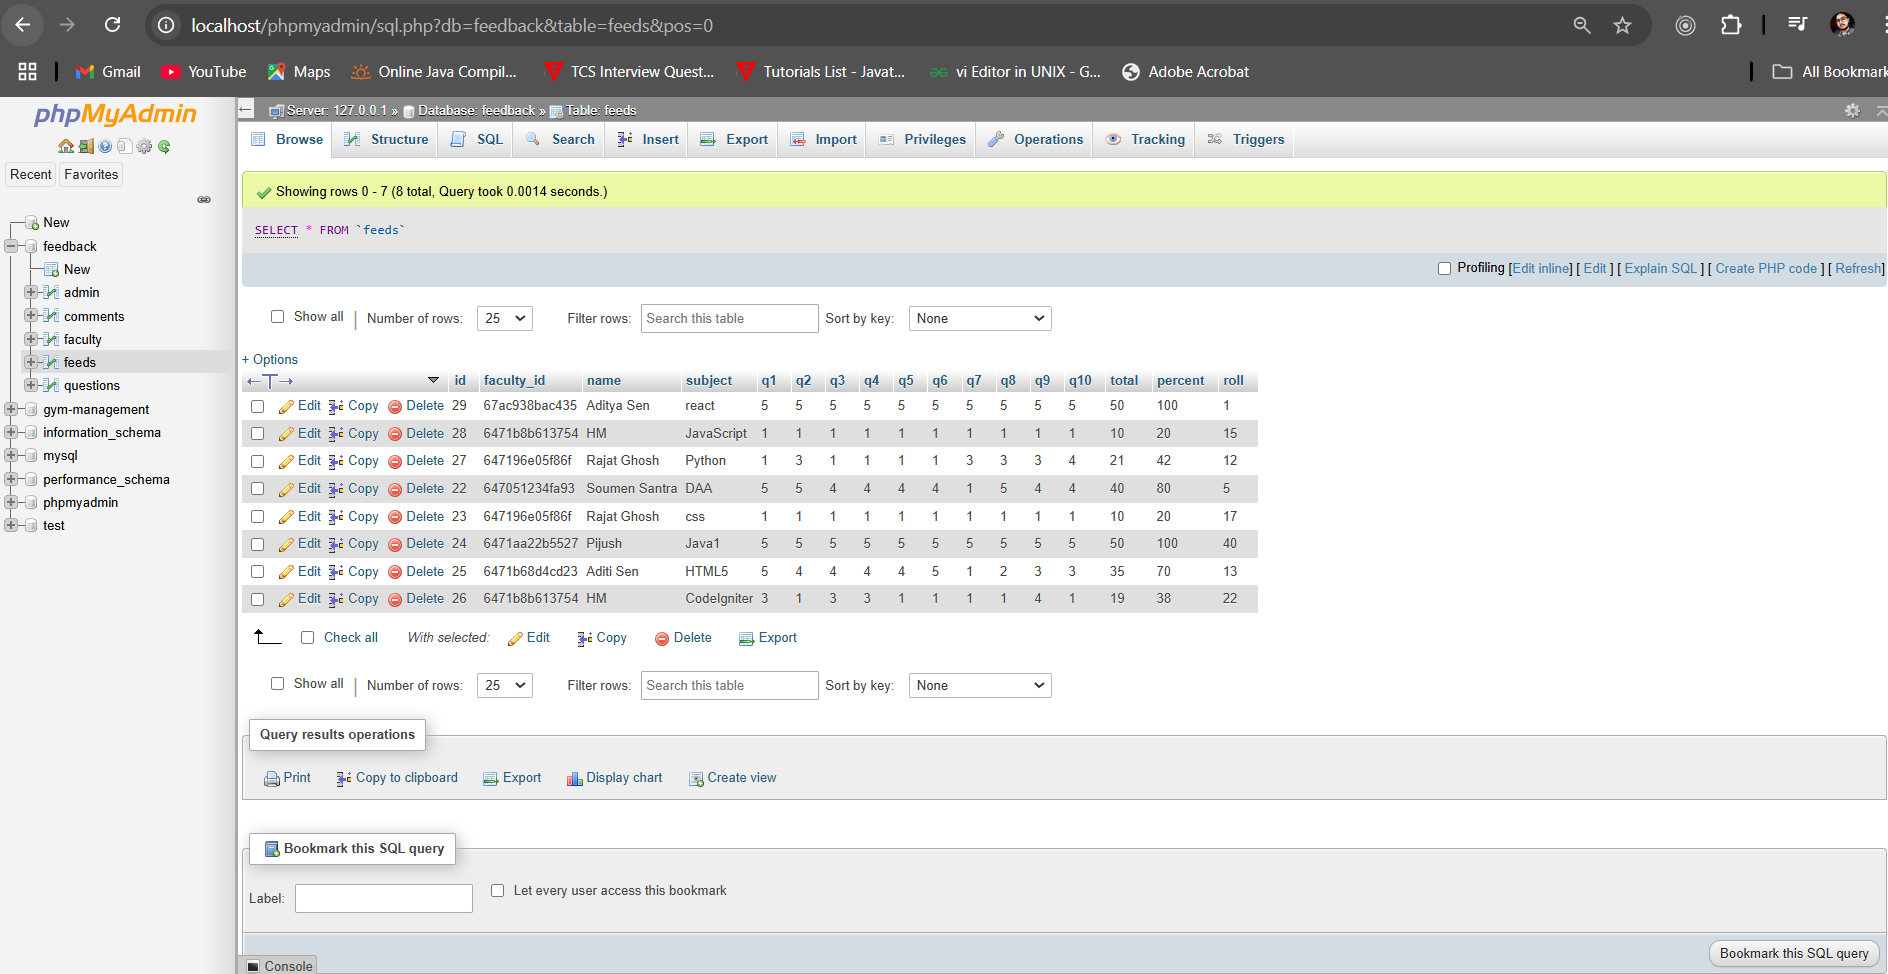 localhost/phpmyadmin/sql.php?db=feedback&table=feeds&pos=0
Gmail YouTube Maps Online Java Compil... TCS Interview Quest... Tutorials List - Javat... vi Editor in UNIX - G... Adobe Acrobat All Bookmark
phpMyAdmin
Recent Favorites
New
feedback
New
admin
comments
faculty
feeds
questions
gym-management
information_schema
mysql
performance_schema
phpmyadmin
test
Server: 127.0.0.1 » Database: feedback » Table: feeds
Browse Structure SQL Search Insert Export Import Privileges Operations Tracking Triggers
Showing rows 0 - 7 (8 total, Query took 0.0014 seconds.)
SELECT * FROM `feeds`
Profiling [Edit inline] [ Edit ] [ Explain SQL ] [ Create PHP code ] [ Refresh]
Show all | Number of rows: 25 Filter rows: Search this table Sort by key: None
+ Options
←T→ id faculty_id name subject q1 q2 q3 q4 q5 q6 q7 q8 q9 q10 total percent roll
Edit Copy Delete 29 67ac938bac435 Aditya Sen react 5 5 5 5 5 5 5 5 5 5 50 100 1
Edit Copy Delete 28 6471b8b613754 HM JavaScript 1 1 1 1 1 1 1 1 1 1 10 20 15
Edit Copy Delete 27 647196e05f86f Rajat Ghosh Python 1 3 1 1 1 1 3 3 3 4 21 42 12
Edit Copy Delete 22 647051234fa93 Soumen Santra DAA 5 5 4 4 4 4 1 5 4 4 40 80 5
Edit Copy Delete 23 647196e05f86f Rajat Ghosh css 1 1 1 1 1 1 1 1 1 1 10 20 17
Edit Copy Delete 24 6471aa22b5527 Pijush Java1 5 5 5 5 5 5 5 5 5 5 50 100 40
Edit Copy Delete 25 6471b68d4cd23 Aditi Sen HTML5 5 4 4 4 4 5 1 2 3 3 35 70 13
Edit Copy Delete 26 6471b8b613754 HM CodeIgniter 3 1 3 3 1 1 1 1 4 1 19 38 22
Check all With selected: Edit Copy Delete Export
Show all | Number of rows: 25 Filter rows: Search this table Sort by key: None
Query results operations
Print Copy to clipboard Export Display chart Create view
Bookmark this SQL query
Label: Let every user access this bookmark
Bookmark this SQL query
Console